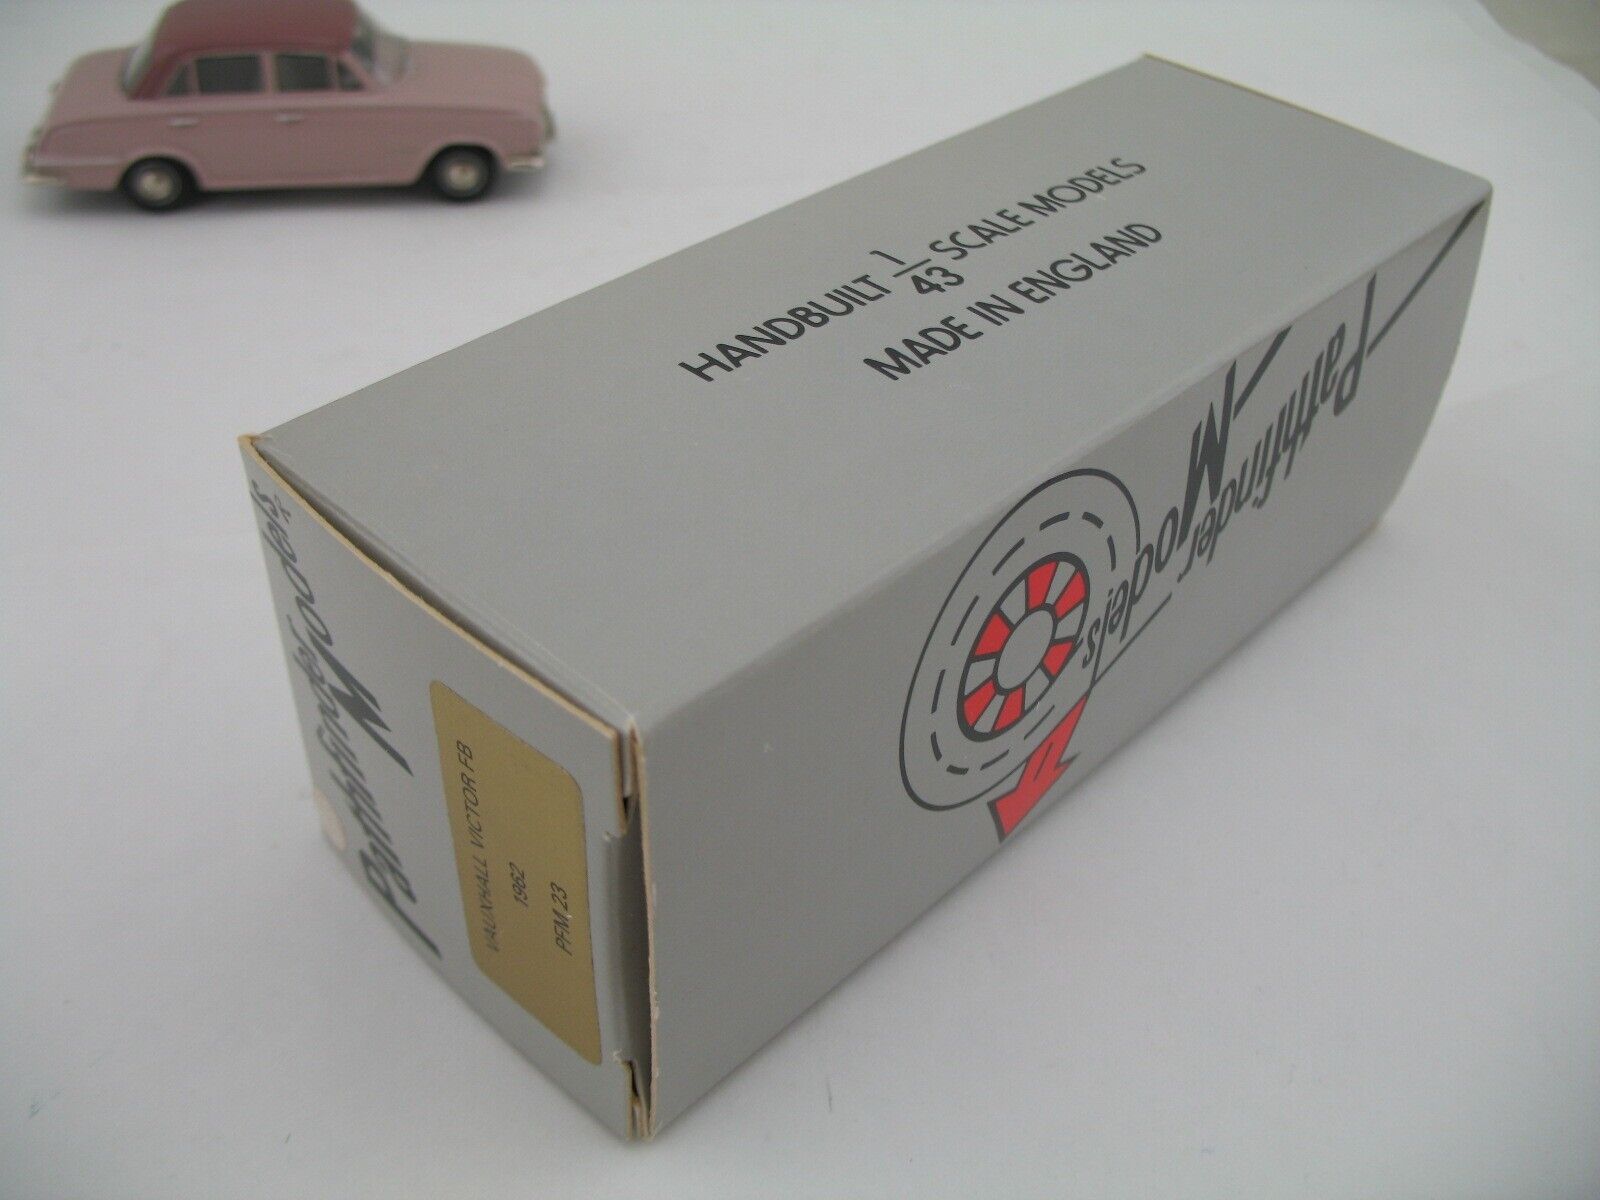 HANDBUILT 1/43 SCALE MODELS
MADE IN ENGLAND
Pathfinder
Models
Pathfinder
Models
VAUXHALL VICTOR FB
1962
PFM 23